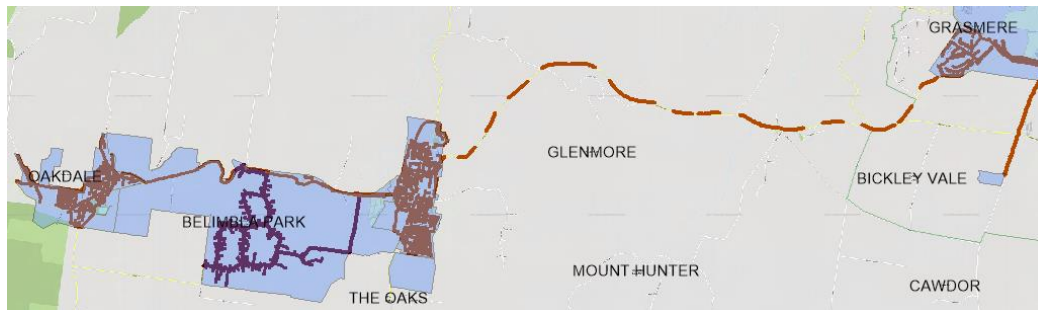 GRASMERE
GLENMORE
OAKDALE
BICKLEY VALE
BELIMBLA PARK
MOUNT HUNTER
CAWDOR
THE OAKS